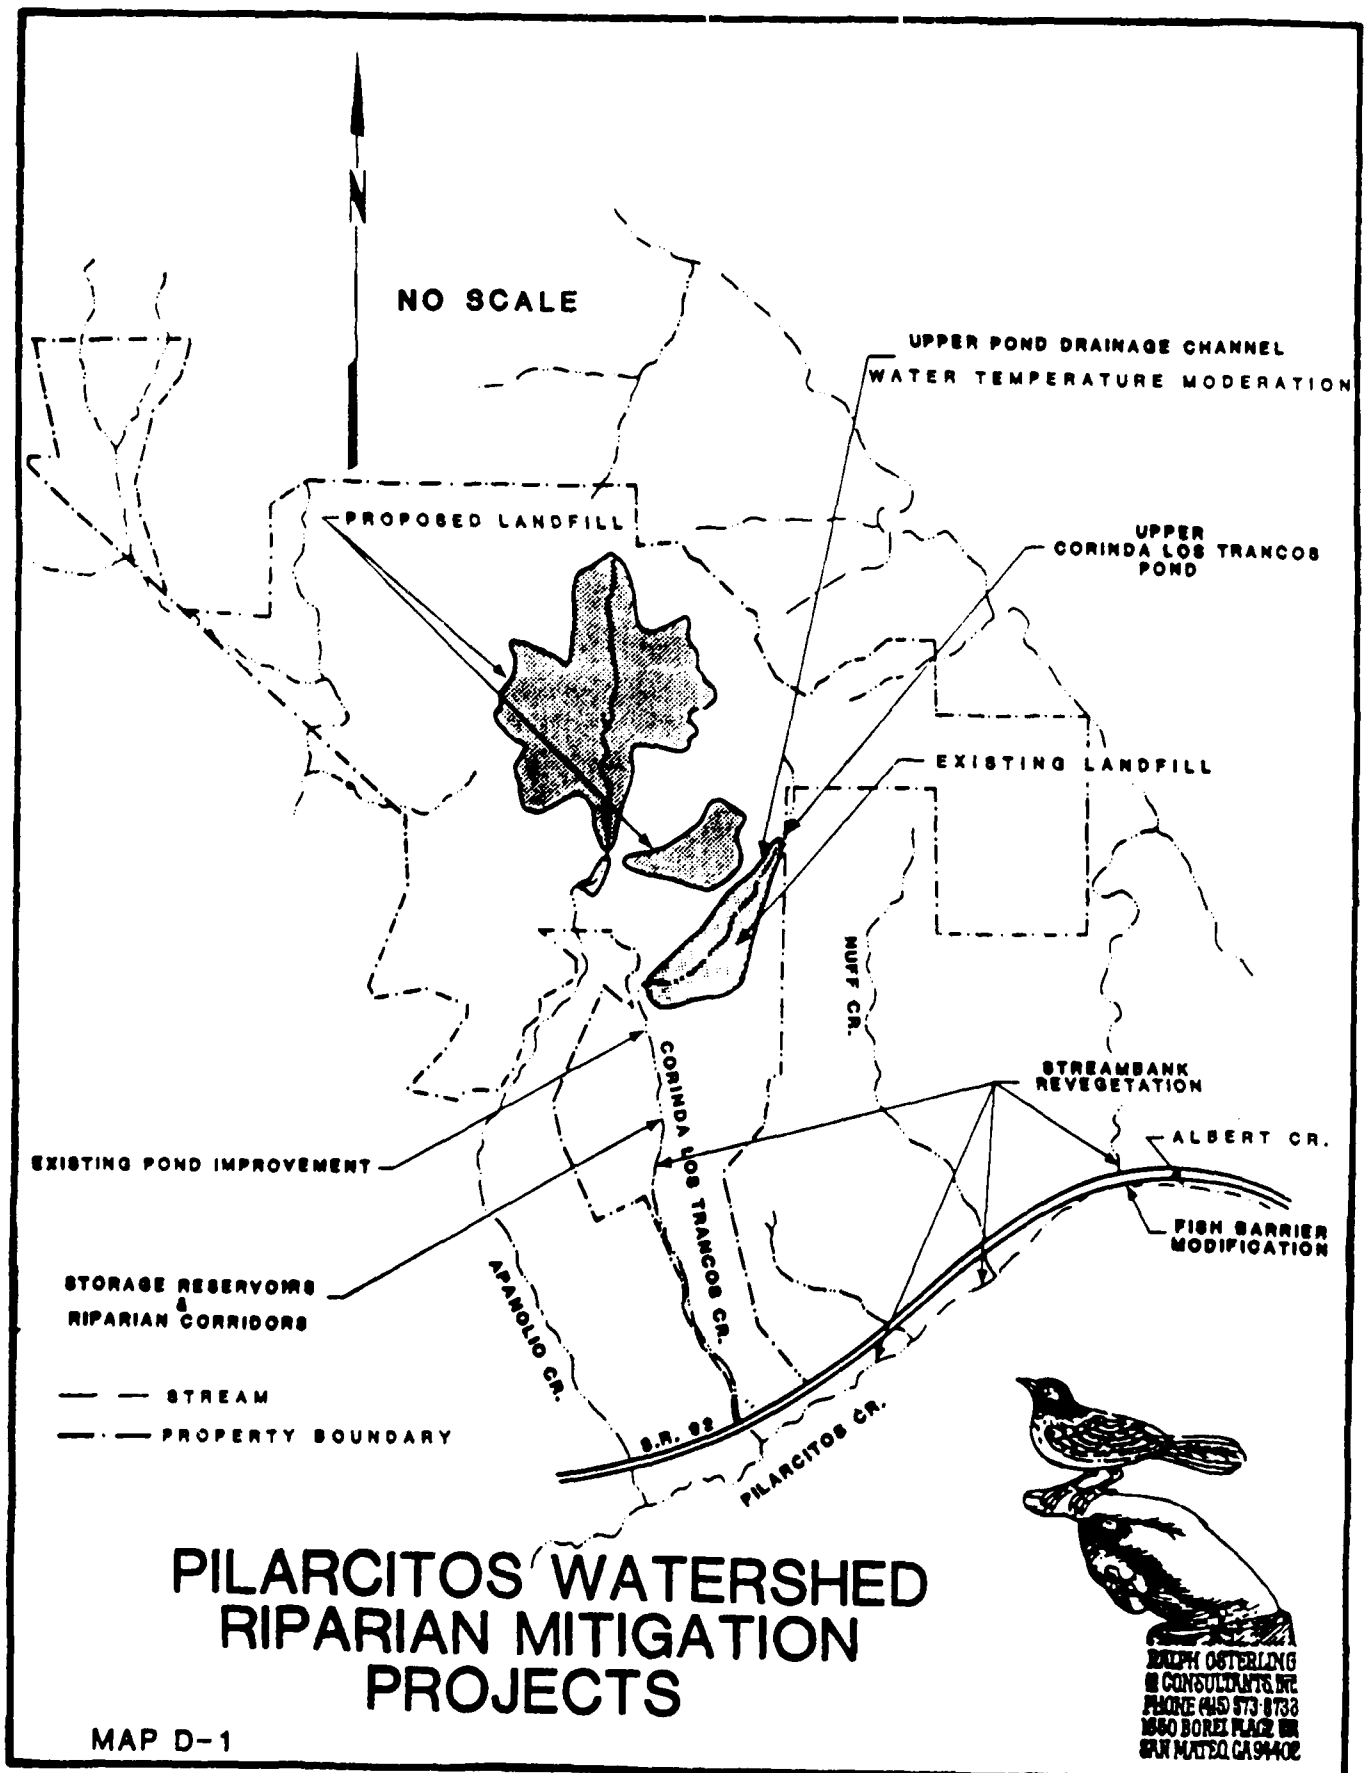 N
NO SCALE
UPPER POND DRAINAGE CHANNEL
WATER TEMPERATURE MODERATION
PROPOSED LANDFILL
UPPER
CORINDA LOS TRANCOS
POND
EXISTING LANDFILL
NUFF CR.
CORINDA LOS TRANCOS CR.
STREAMBANK
REVEGETATION
ALBERT CR.
EXISTING POND IMPROVEMENT
FISH BARRIER
MODIFICATION
STORAGE RESERVOIRS
&
RIPARIAN CORRIDORS
APANOLIO CR.
STREAM
PROPERTY BOUNDARY
S.R. 92
PILARCITOS CR.
PILARCITOS WATERSHED
RIPARIAN MITIGATION
PROJECTS
MAP D-1
RALPH OSTERLING
CONSULTANTS INC
PHONE (415) 573-8733
1650 BOREL PLACE
SAN MATEO, CA 94402